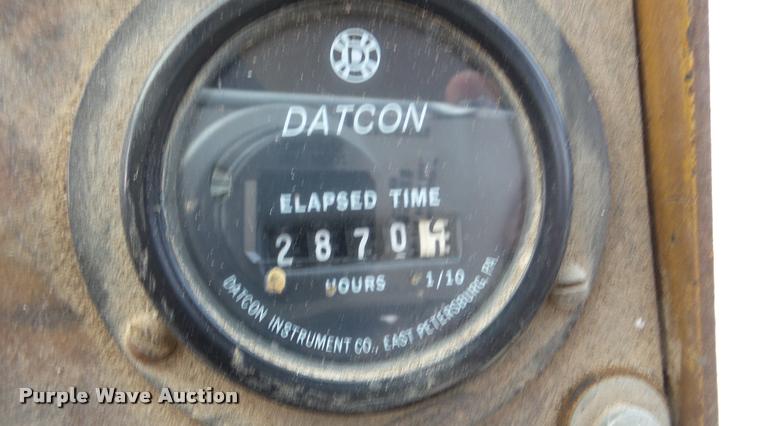 D
DATCON
ELAPSED TIME
2870
HOURS 1/10
DATCON INSTRUMENT CO., EAST PETERSBURG, PA.
Purple Wave Auction